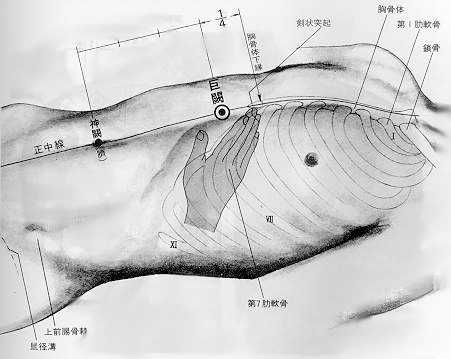 1/4
胸骨体
剣状突起
第1肋軟骨
鎖骨
胸骨体下縁
巨闕
神闕
(臍)
正中線
VII
XI
第7肋軟骨
上前腸骨棘
鼠径溝